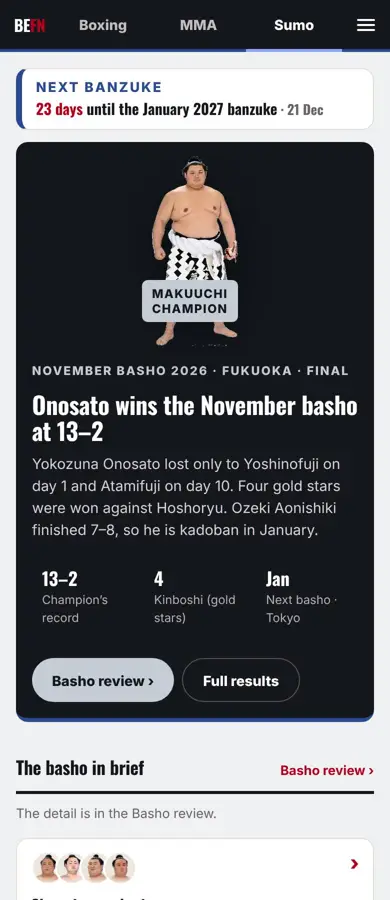 BEFN Boxing MMA Sumo
NEXT BANZUKE
23 days until the January 2027 banzuke · 21 Dec
MAKUUCHI
CHAMPION
NOVEMBER BASHO 2026 · FUKUOKA · FINAL
Onosato wins the November basho
at 13–2
Yokozuna Onosato lost only to Yoshinofuji on
day 1 and Atamifuji on day 10. Four gold stars
were won against Hoshoryu. Ozeki Aonishiki
finished 7–8, so he is kadoban in January.
13–2
Champion's
record
4
Kinboshi (gold
stars)
Jan
Next basho ·
Tokyo
Basho review ›
Full results
The basho in brief
Basho review ›
The detail is in the Basho review.